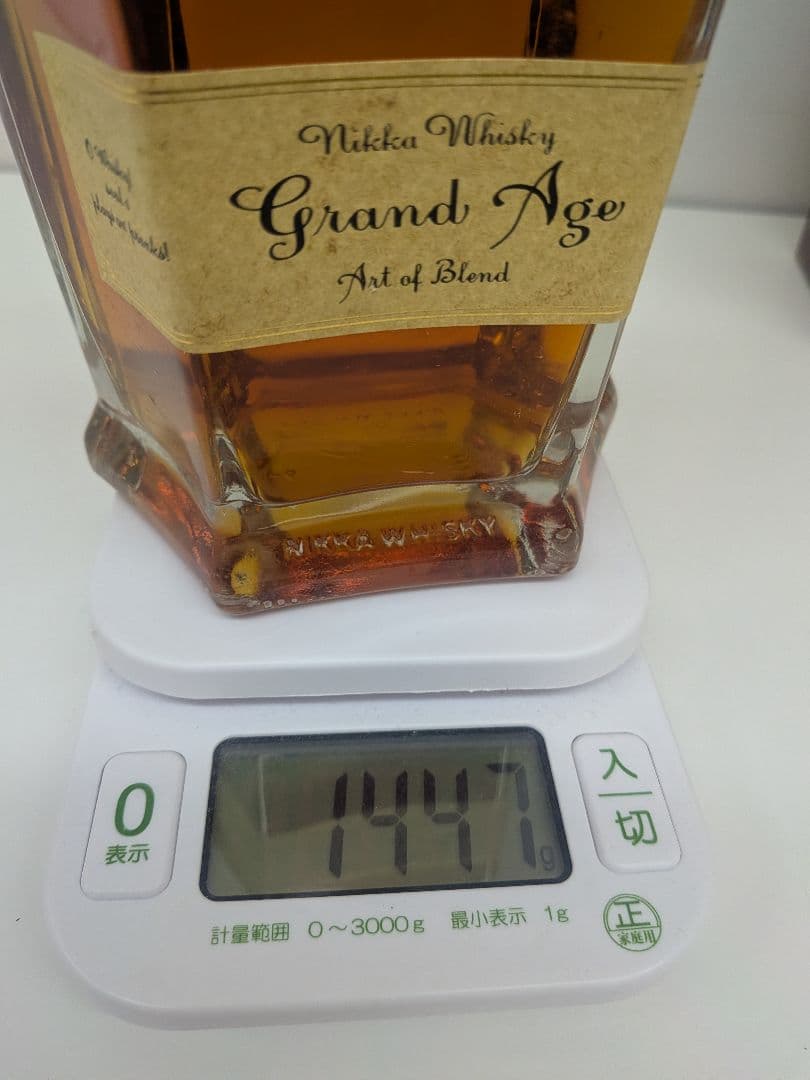 Nikka Whisky
Grand Age
Art of Blend
NIKKA WHISKY
1447g
0
表示
入
切
計量範囲 0～3000g 最小表示 1g
正
家庭用